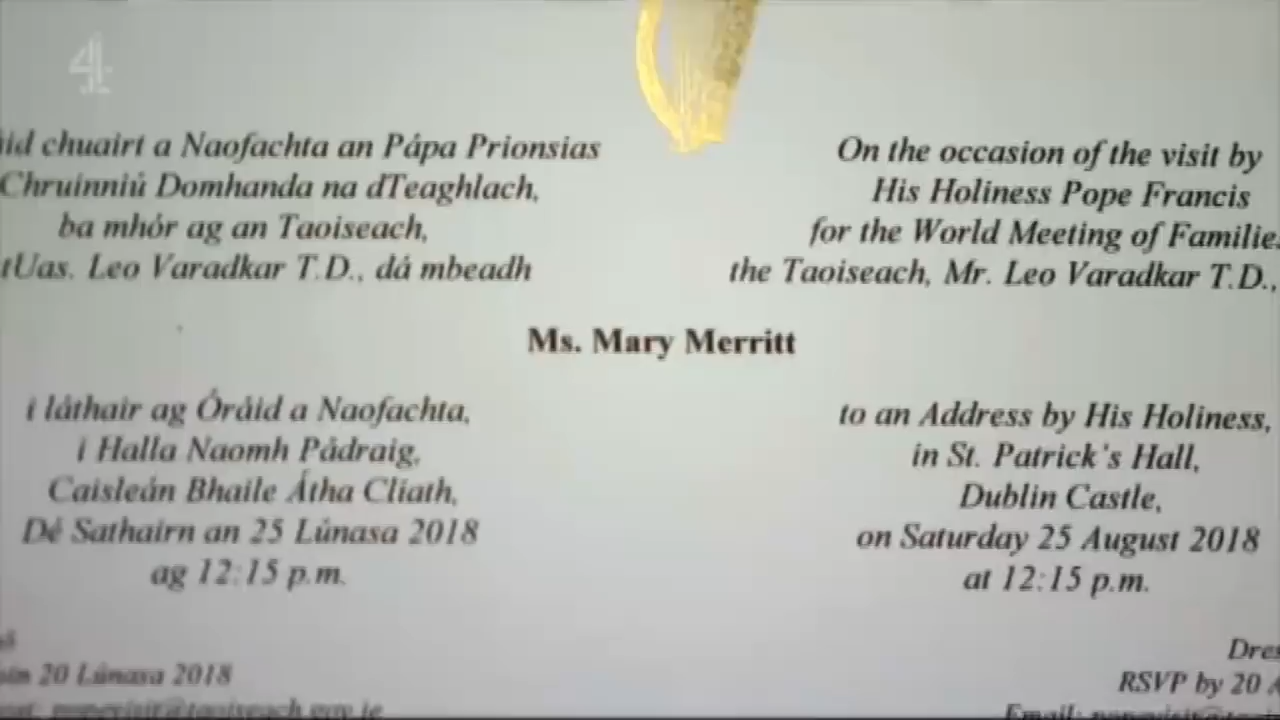 4
chuairt a Naofachta an Pápa Prionsias
Chruinniú Domhanda na dTeaghlach,
ba mhór ag an Taoiseach,
tUas. Leo Varadkar T.D., dá mbeadh
On the occasion of the visit by
His Holiness Pope Francis
for the World Meeting of Families
the Taoiseach, Mr. Leo Varadkar T.D.,
Ms. Mary Merritt
i láthair ag Óráid a Naofachta,
i Halla Naomh Pádraig,
Caisleán Bhaile Átha Cliath,
Dé Sathairn an 25 Lúnasa 2018
ag 12:15 p.m.
to an Address by His Holiness,
in St. Patrick's Hall,
Dublin Castle,
on Saturday 25 August 2018
at 12:15 p.m.
20 Lúnasa 2018
RSVP by 20
Email: